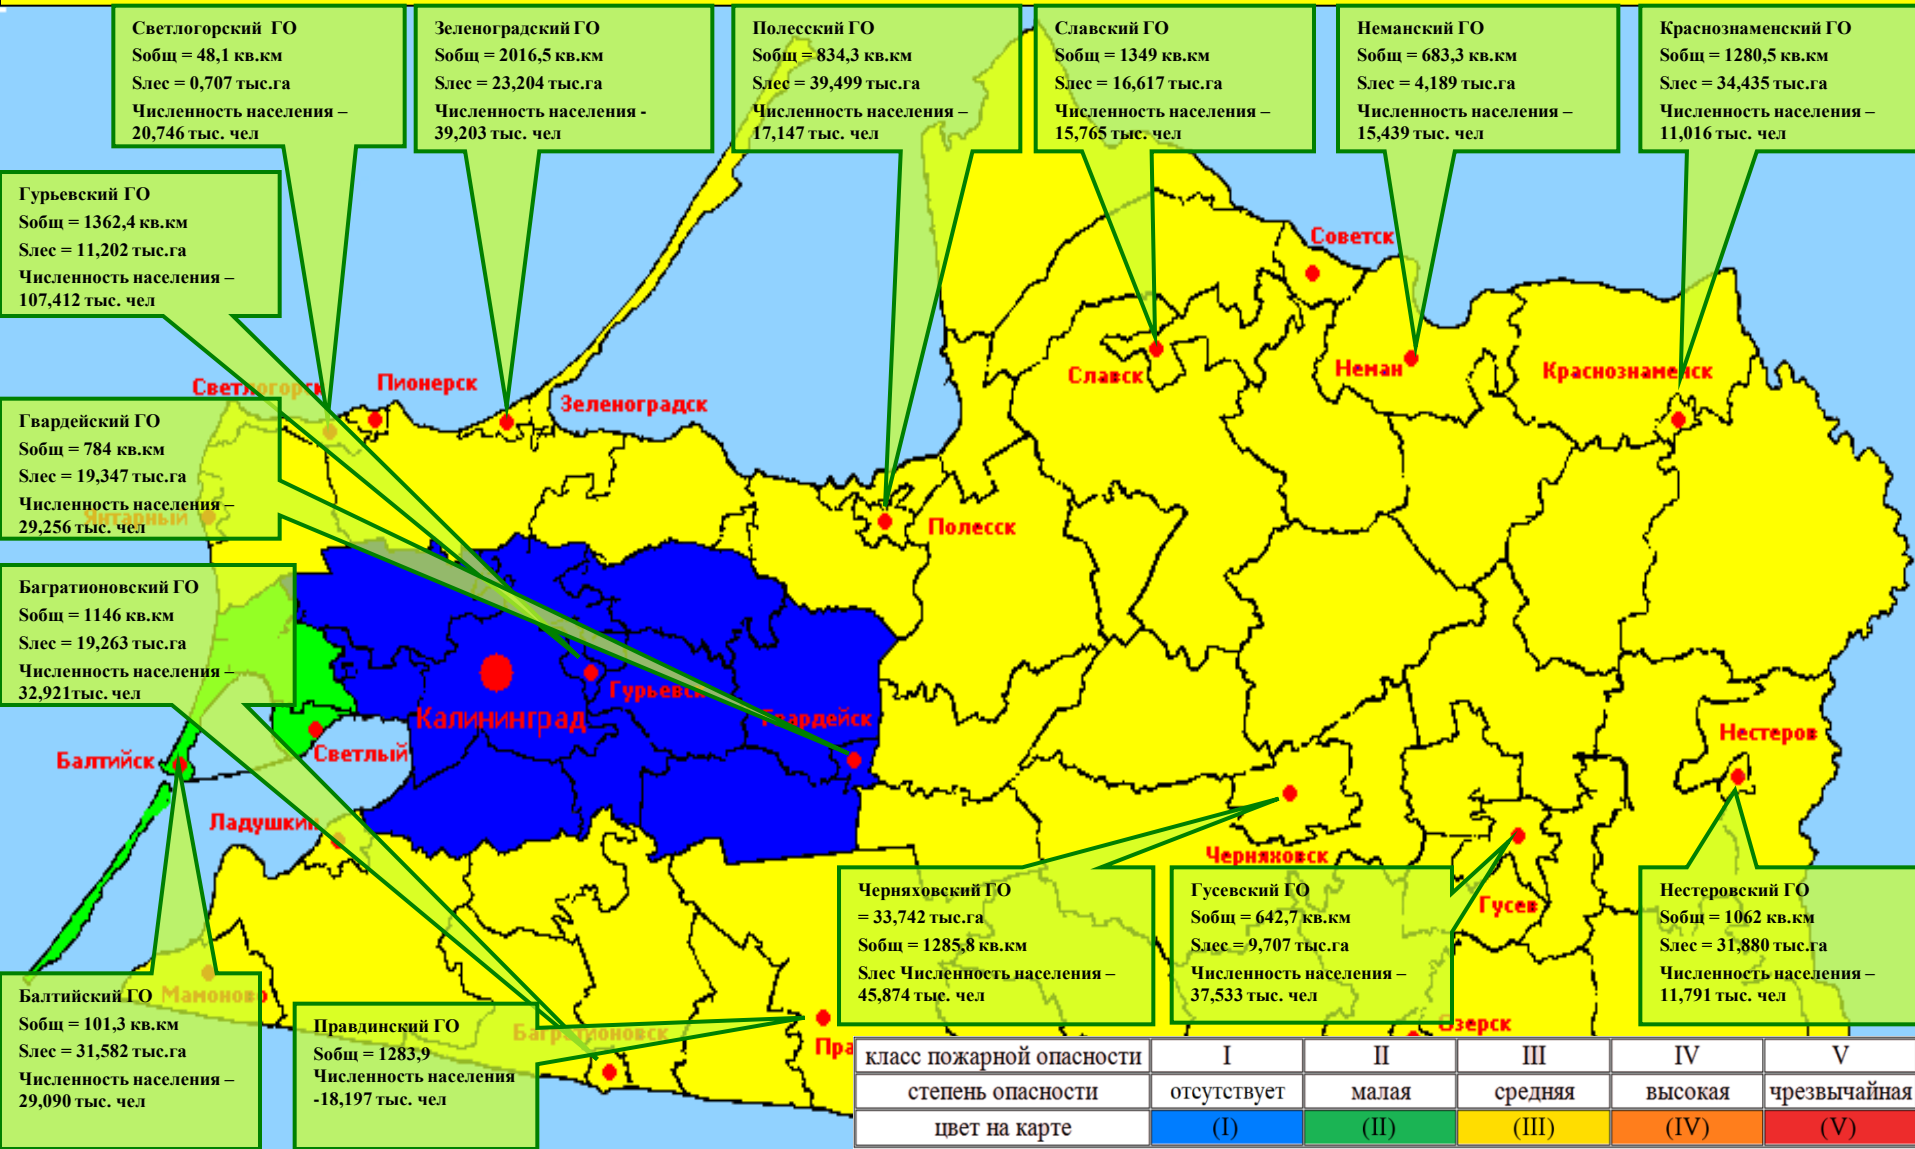 Светлогорский ГО
Sобщ = 48,1 кв.км
Sлес = 0,707 тыс.га
Численность населения –
20,746 тыс. чел
Зеленоградский ГО
Sобщ = 2016,5 кв.км
Sлес = 23,204 тыс.га
Численность населения -
39,203 тыс. чел
Полесский ГО
Sобщ = 834,3 кв.км
Sлес = 39,499 тыс.га
Численность населения –
17,147 тыс. чел
Славский ГО
Sобщ = 1349 кв.км
Sлес = 16,617 тыс.га
Численность населения –
15,765 тыс. чел
Неманский ГО
Sобщ = 683,3 кв.км
Sлес = 4,189 тыс.га
Численность населения –
15,439 тыс. чел
Краснознаменский ГО
Sобщ = 1280,5 кв.км
Sлес = 34,435 тыс.га
Численность населения –
11,016 тыс. чел
Гурьевский ГО
Sобщ = 1362,4 кв.км
Sлес = 11,202 тыс.га
Численность населения –
107,412 тыс. чел
Советск
Славск
Неман
Краснознаменск
Светлогорск
Пионерск
Зеленоградск
Гвардейский ГО
Sобщ = 784 кв.км
Sлес = 19,347 тыс.га
Численность населения –
29,256 тыс. чел
Янтарный
Полесск
Багратионовский ГО
Sобщ = 1146 кв.км
Sлес = 19,263 тыс.га
Численность населения –
32,921тыс. чел
Гурьевск
Калининград
Гвардейск
Светлый
Балтийск
Нестеров
Ладушкин
Черняховск
Гусев
Черняховский ГО
= 33,742 тыс.га
Sобщ = 1285,8 кв.км
Sлес Численность населения –
45,874 тыс. чел
Гусевский ГО
Sобщ = 642,7 кв.км
Sлес = 9,707 тыс.га
Численность населения –
37,533 тыс. чел
Нестеровский ГО
Sобщ = 1062 кв.км
Sлес = 31,880 тыс.га
Численность населения –
11,791 тыс. чел
Балтийский ГО
Sобщ = 101,3 кв.км
Sлес = 31,582 тыс.га
Численность населения –
29,090 тыс. чел
Мамоново
Правдинский ГО
Sобщ = 1283,9
Численность населения
-18,197 тыс. чел
Багратионовск
Пра
Озерск
класс пожарной опасности I II III IV V
степень опасности отсутствует малая средняя высокая чрезвычайная
цвет на карте (I) (II) (III) (IV) (V)